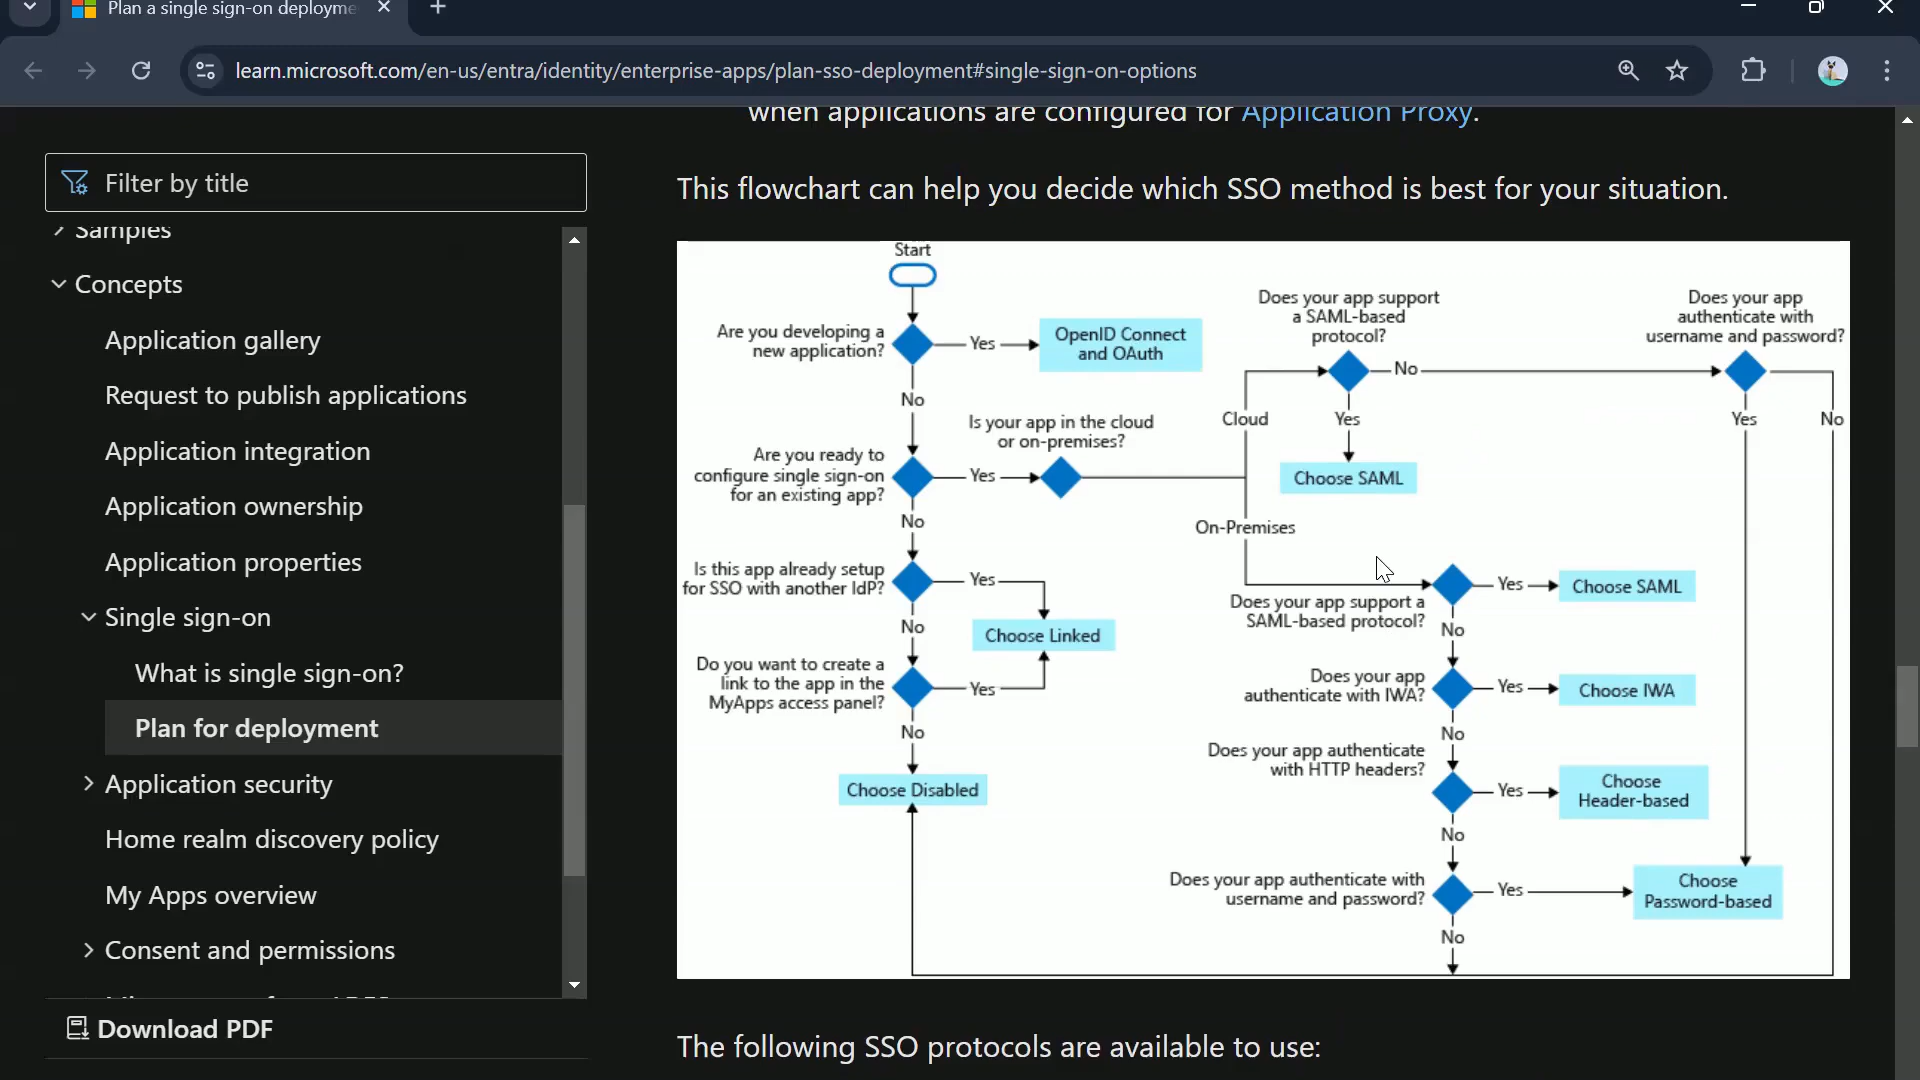 Plan a single sign-on deployme
learn.microsoft.com/en-us/entra/identity/enterprise-apps/plan-sso-deployment#single-sign-on-options
when applications are configured for Application Proxy.
Filter by title
Samples
Concepts
Application gallery
Request to publish applications
Application integration
Application ownership
Application properties
Single sign-on
What is single sign-on?
Plan for deployment
Application security
Home realm discovery policy
My Apps overview
Consent and permissions
Download PDF
This flowchart can help you decide which SSO method is best for your situation.
Start
Are you developing a
new application?
Yes
OpenID Connect
and OAuth
No
Are you ready to
configure single sign-on
for an existing app?
Yes
Is your app in the cloud
or on-premises?
No
Is this app already setup
for SSO with another IdP?
Yes
Choose Linked
No
Do you want to create a
link to the app in the
MyApps access panel?
Yes
No
Choose Disabled
Cloud
Does your app support
a SAML-based
protocol?
No
Yes
Choose SAML
Does your app
authenticate with
username and password?
Yes
No
On-Premises
Does your app support a
SAML-based protocol?
Yes
Choose SAML
No
Does your app
authenticate with IWA?
Yes
Choose IWA
No
Does your app authenticate
with HTTP headers?
Yes
Choose
Header-based
No
Does your app authenticate with
username and password?
Yes
Choose
Password-based
No
The following SSO protocols are available to use: